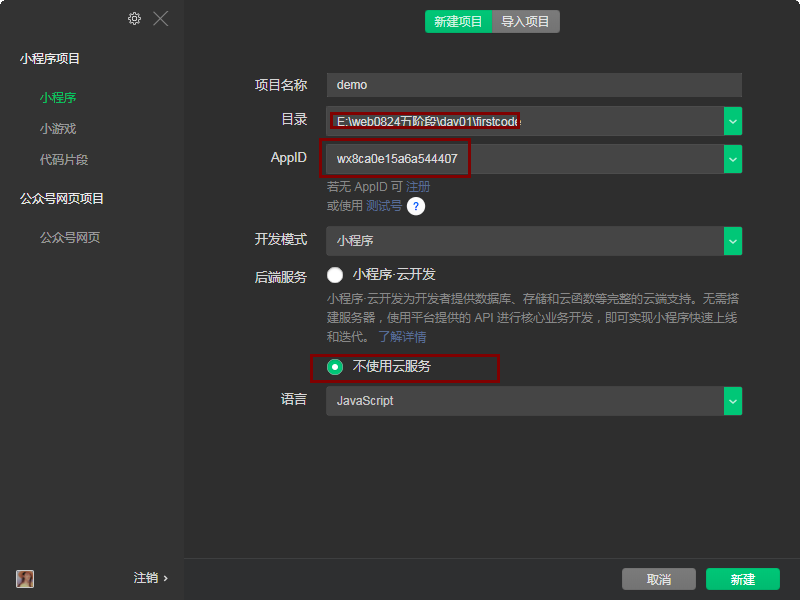 新建项目 导入项目
小程序项目
小程序
小游戏
代码片段
公众号网页项目
公众号网页
注销 ›
项目名称 demo
目录 E:\web0824五阶段\day01\firstcode
AppID wx8ca0e15a6a544407
若无 AppID 可 注册
或使用 测试号 ?
开发模式 小程序
后端服务 小程序·云开发
小程序·云开发为开发者提供数据库、存储和云函数等完整的云端支持。无需搭
建服务器，使用平台提供的 API 进行核心业务开发，即可实现小程序快速上线
和迭代。 了解详情
不使用云服务
语言 JavaScript
取消 新建